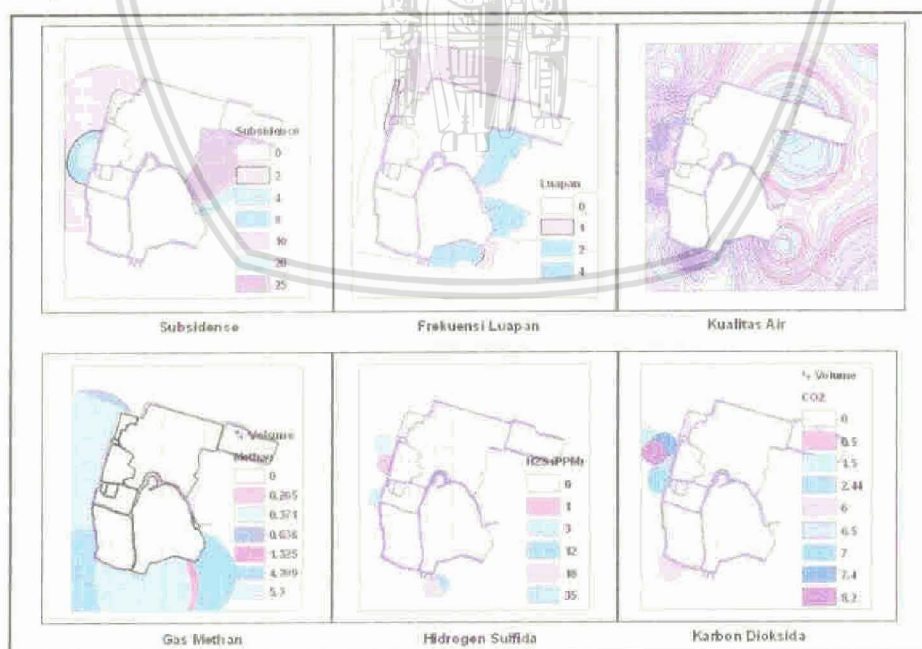 Subsidense
0
2
4
8
10
20
25
Subsidense
Luapan
0
1
2
4
Frekuensi Luapan
Kualitas Air
% Volume
Methan
0
0.205
0.371
0.636
1.325
4.399
5.7
Gas Methan
H2S (PPM)
0
1
3
12
18
35
Hidrogen Sulfida
% Volume
CO2
0
0.5
1.5
2.44
6
6.5
7
7.4
8.2
Karbon Dioksida